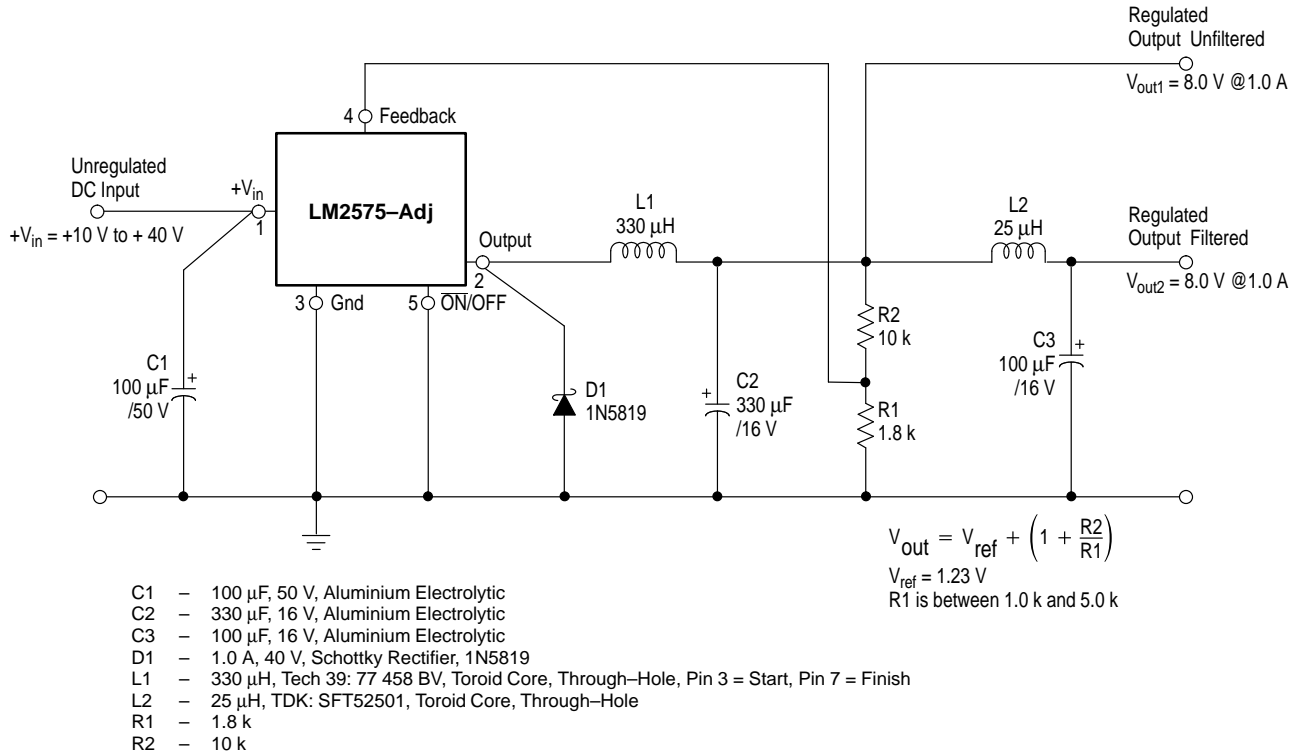 Regulated
Output Unfiltered
Vout1 = 8.0 V @1.0 A
4 Feedback
Unregulated
DC Input
+Vin
1
+Vin = +10 V to + 40 V
LM2575–Adj
Output
2
L1
330 μH
L2
25 μH
Regulated
Output Filtered
Vout2 = 8.0 V @1.0 A
3 Gnd
5 O̅N̅/OFF
C1
100 μF
/50 V
+
D1
1N5819
+
C2
330 μF
/16 V
R2
10 k
R1
1.8 k
C3
100 μF
/16 V
+
Vout = Vref + (1 + R2/R1)
Vref = 1.23 V
R1 is between 1.0 k and 5.0 k
C1 – 100 μF, 50 V, Aluminium Electrolytic
C2 – 330 μF, 16 V, Aluminium Electrolytic
C3 – 100 μF, 16 V, Aluminium Electrolytic
D1 – 1.0 A, 40 V, Schottky Rectifier, 1N5819
L1 – 330 μH, Tech 39: 77 458 BV, Toroid Core, Through–Hole, Pin 3 = Start, Pin 7 = Finish
L2 – 25 μH, TDK: SFT52501, Toroid Core, Through–Hole
R1 – 1.8 k
R2 – 10 k